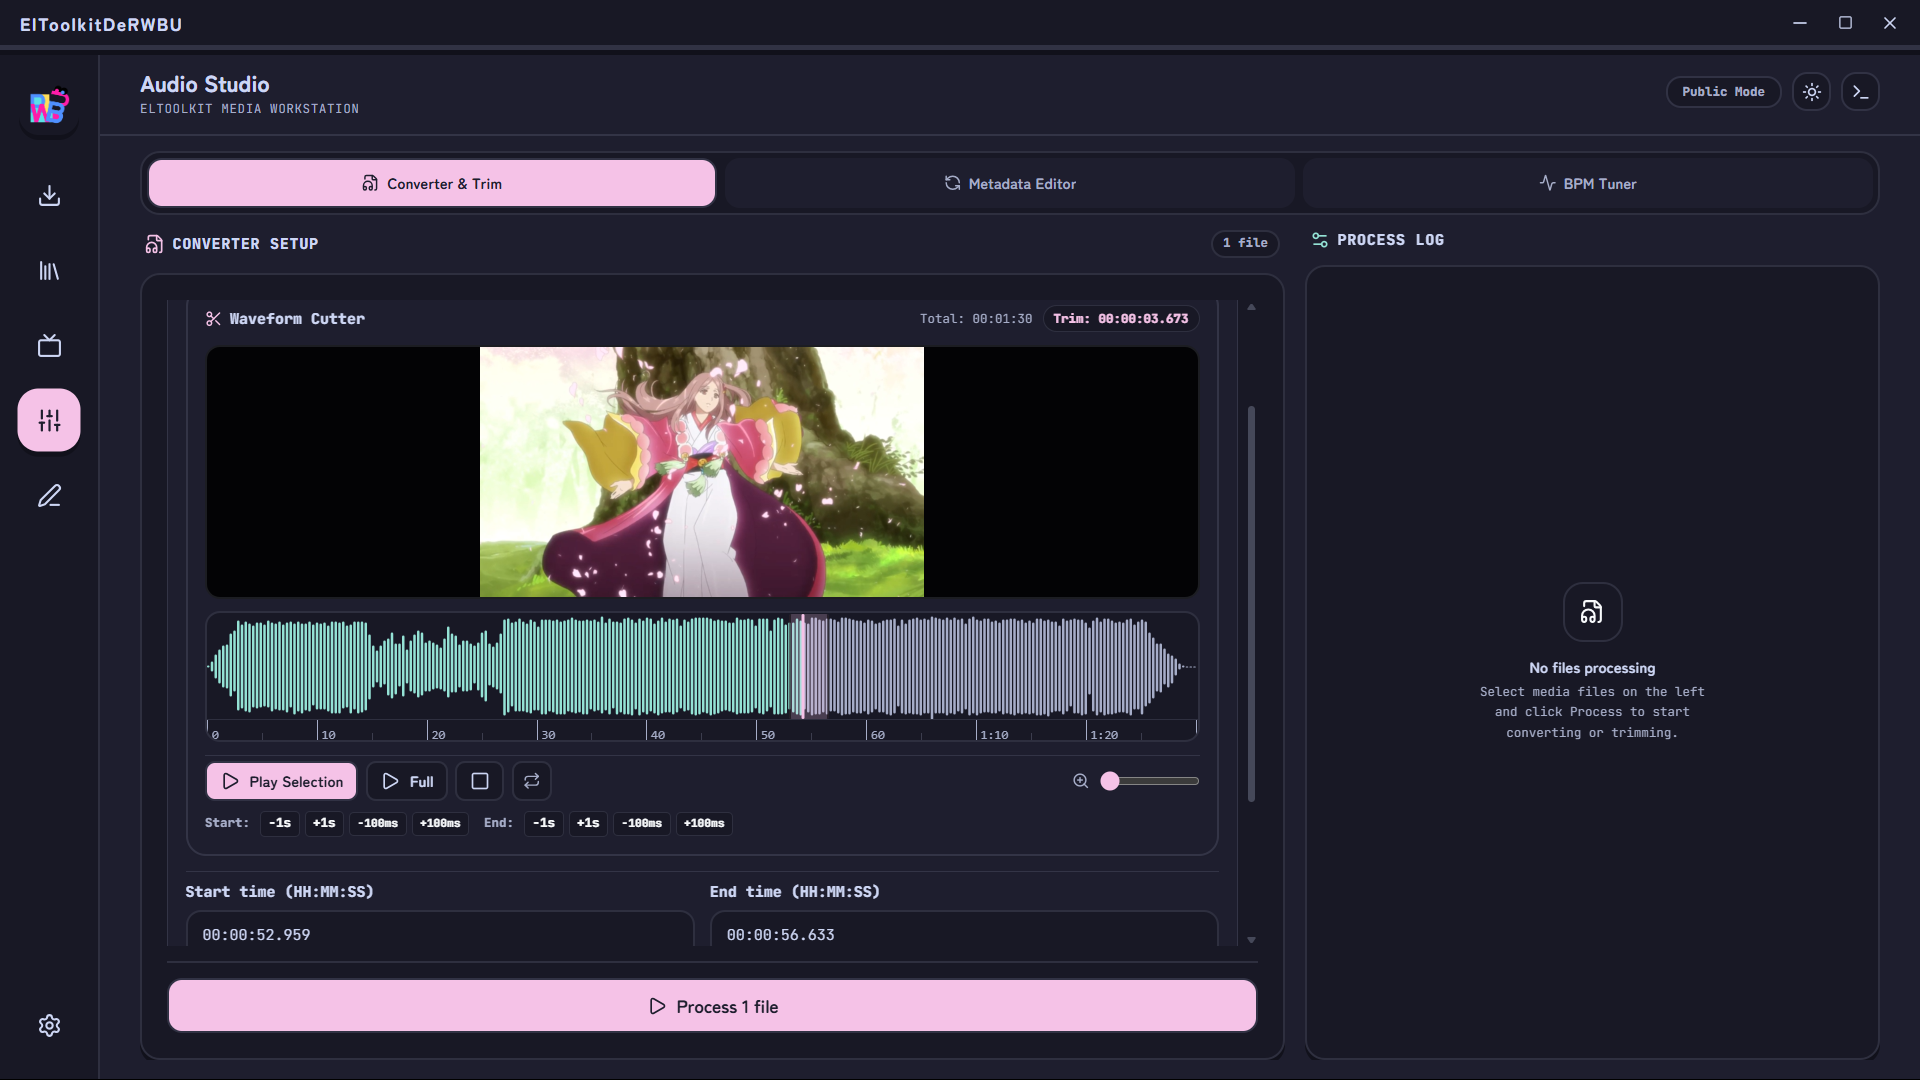 ElToolkitDeRWBU
Audio Studio
ELTOOLKIT MEDIA WORKSTATION
Public Mode
Converter & Trim
Metadata Editor
BPM Tuner
CONVERTER SETUP
1 file
PROCESS LOG
Waveform Cutter
Total: 00:01:30
Trim: 00:00:03.673
0 10 20 30 40 50 60 1:10 1:20
Play Selection
Full
Start: -1s +1s -100ms +100ms End: -1s +1s -100ms +100ms
Start time (HH:MM:SS)
End time (HH:MM:SS)
00:00:52.959
00:00:56.633
Process 1 file
No files processing
Select media files on the left
and click Process to start
converting or trimming.